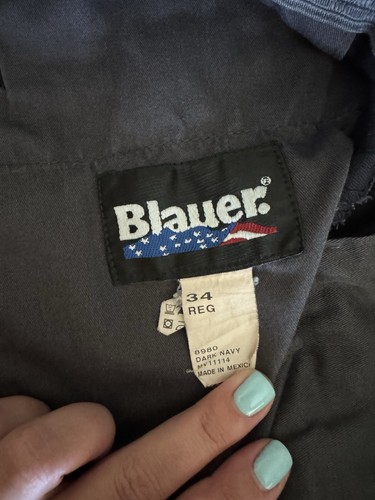 Blauer.®
34
REG
8980
DARK NAVY
MADE IN MEXICO